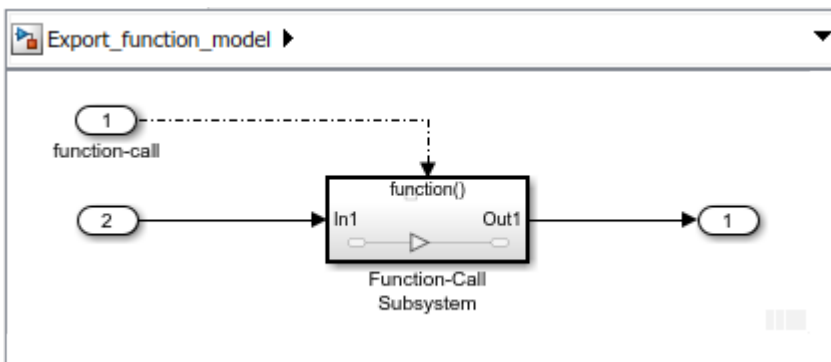 Export_function_model
1
function-call
function()
2
In1
Out1
1
Function-Call
Subsystem